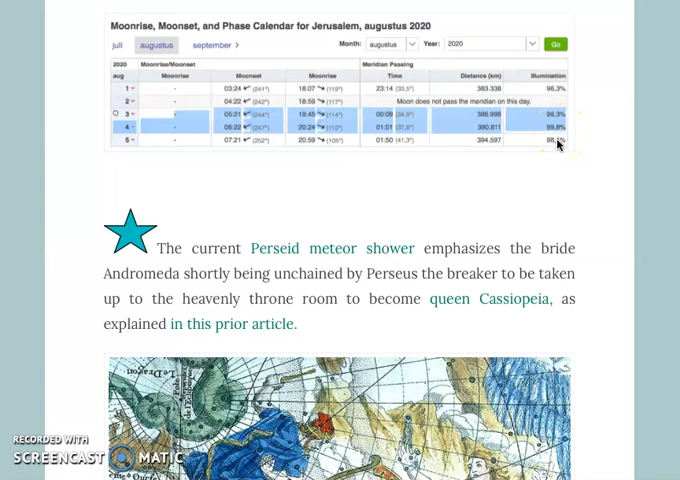 Moonrise, Moonset, and Phase Calendar for Jerusalem, augustus 2020
juli augustus september > Month: augustus Year: 2020 Go
2020 Moonrise/Moonset Meridian Passing
aug Moonrise Moonset Moonrise Time Distance (km) Illumination
1 - 03:24 (241°) 18:07 (119°) 23:14 (33,5°) 383.338 96,3%
2 - 04:22 (242°) 18:59 (117°) Moon does not pass the meridian on this day.
3 - 05:21 (244°) 19:45 (114°) 00:09 (34,9°) 386.996 99,3%
4 - 06:22 (247°) 20:24 (110°) 01:01 (37,8°) 390.811 99,8%
5 - 07:21 (252°) 20:59 (105°) 01:50 (41,3°) 394.597
The current Perseid meteor shower emphasizes the bride
Andromeda shortly being unchained by Perseus the breaker to be taken
up to the heavenly throne room to become queen Cassiopeia, as
explained in this prior article.
Le Dragon
RECORDED WITH
SCREENCAST MATIC